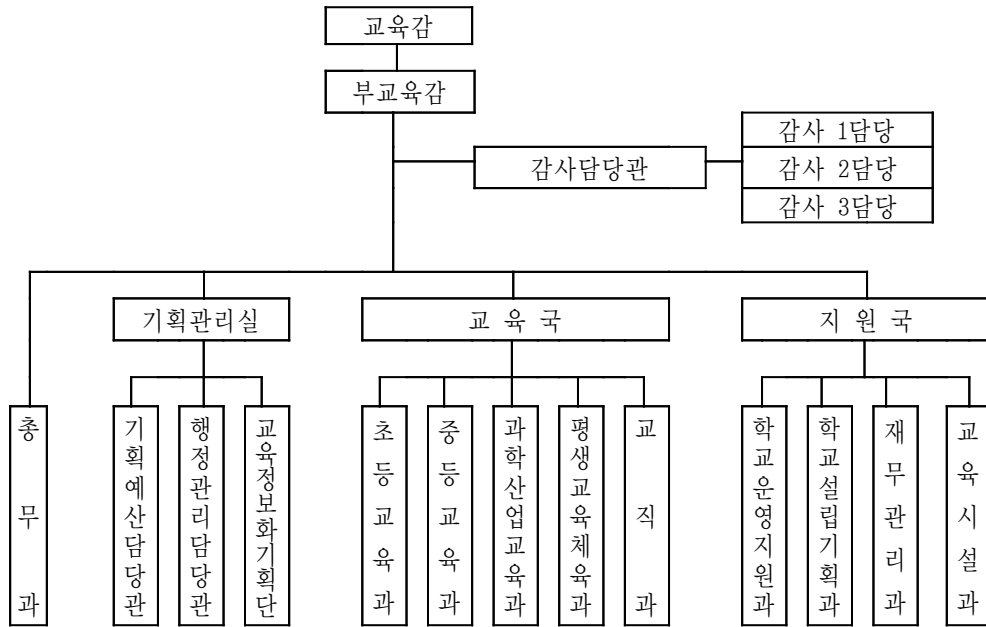 교육감
부교육감
감사 1담당
감사담당관
감사 2담당
감사 3담당
기획관리실
교 육 국
지 원 국
총무과
기획예산담당관
행정관리담당관
교육정보화기획단
초등교육과
중등교육과
과학산업교육과
평생교육체육과
교직과
학교운영지원과
학교설립기획과
재무관리과
교육시설과